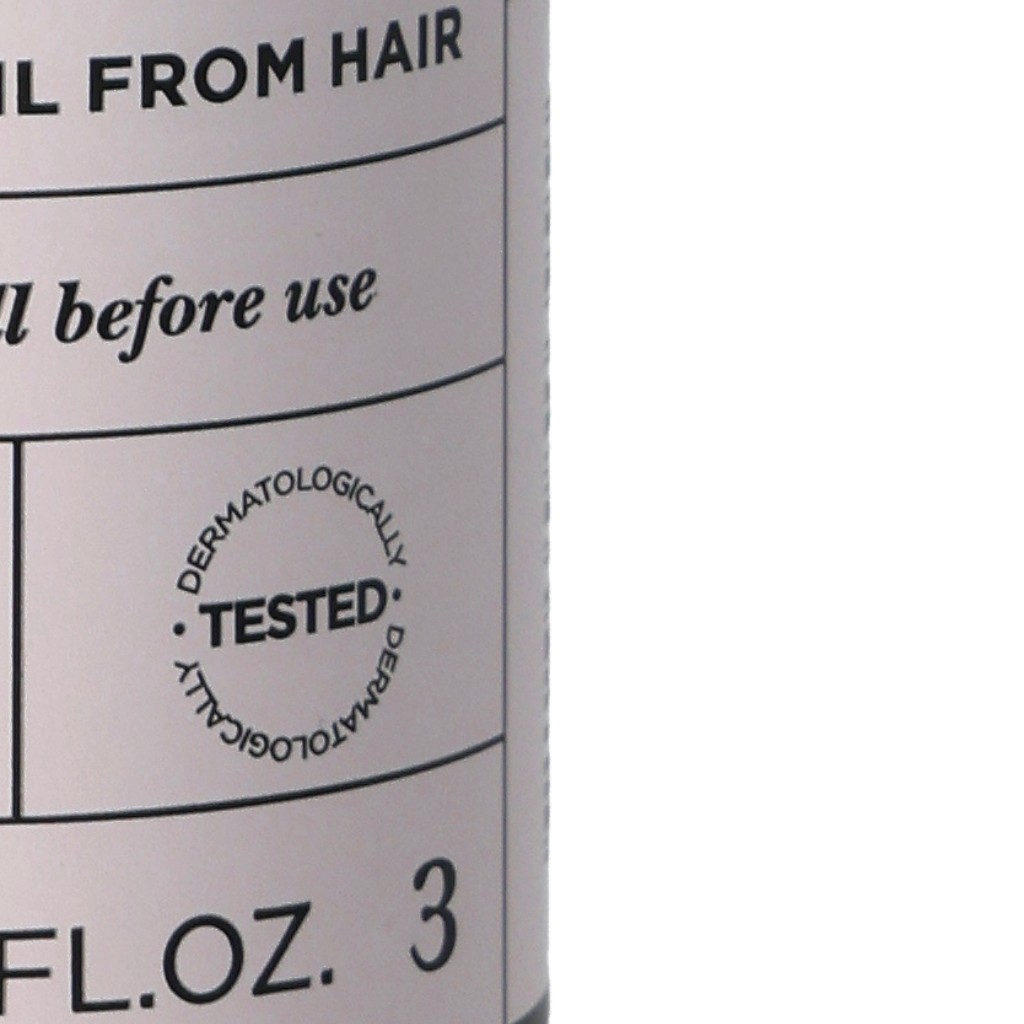 IL FROM HAIR
ll before use
DERMATOLOGICALLY
· TESTED ·
DERMATOLOGICALLY
FL.OZ. 3